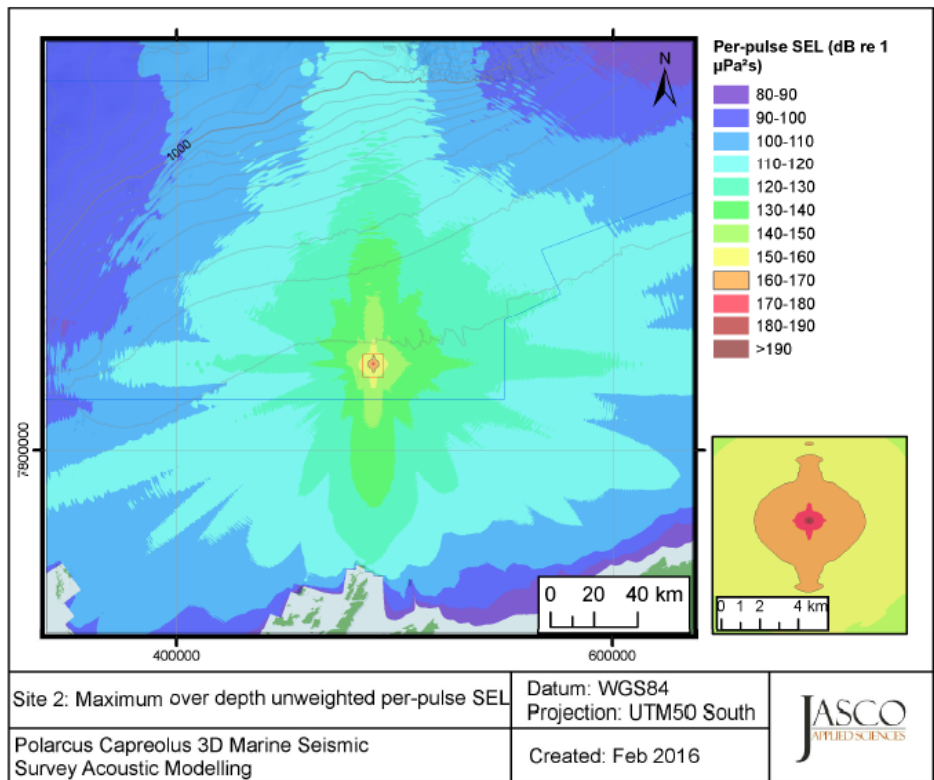 Per-pulse SEL (dB re 1
µPa²s)
80-90
90-100
100-110
110-120
120-130
130-140
140-150
150-160
160-170
170-180
180-190
>190
N
1000
7800000
0 20 40 km
0 1 2 4 km
400000
600000
Site 2: Maximum over depth unweighted per-pulse SEL
Datum: WGS84
Projection: UTM50 South
Polarcus Capreolus 3D Marine Seismic
Survey Acoustic Modelling
Created: Feb 2016
JASCO
APPLIED SCIENCES